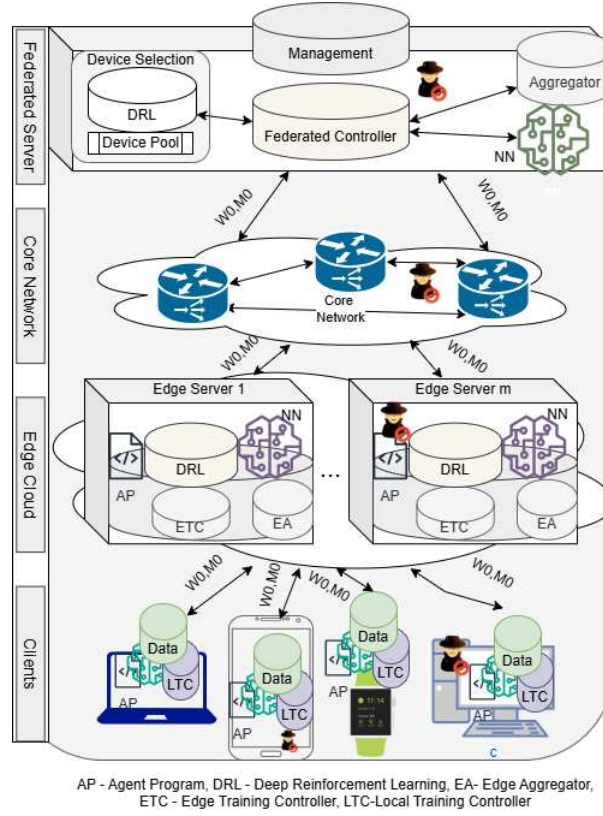 Federated Server
Device Selection
DRL
Device Pool
Management
Federated Controller
Aggregator
NN
W0,M0
W0,M0
Core Network
Core
Network
W0,M0
W0,M0
Edge Cloud
Edge Server 1
NN
DRL
AP
ETC
EA
...
Edge Server m
NN
DRL
AP
ETC
EA
W0,M0
W0,M0
W0,M0
W0,M0
Clients
Data
LTC
AP
Data
LTC
AP
Data
LTC
AP
11:14
Data
LTC
AP
c
AP - Agent Program, DRL - Deep Reinforcement Learning, EA- Edge Aggregator,
ETC - Edge Training Controller, LTC-Local Training Controller